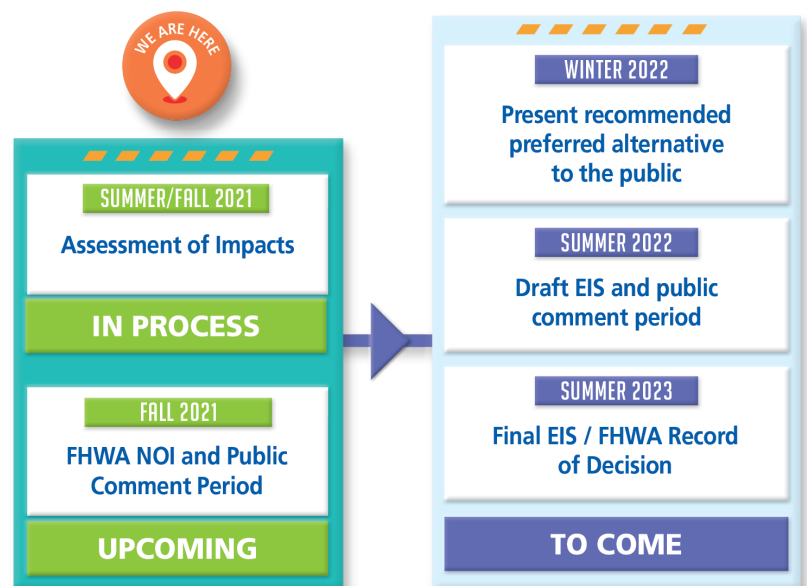 WE ARE HERE
SUMMER/FALL 2021
Assessment of Impacts
IN PROCESS
FALL 2021
FHWA NOI and Public
Comment Period
UPCOMING
WINTER 2022
Present recommended
preferred alternative
to the public
SUMMER 2022
Draft EIS and public
comment period
SUMMER 2023
Final EIS / FHWA Record
of Decision
TO COME